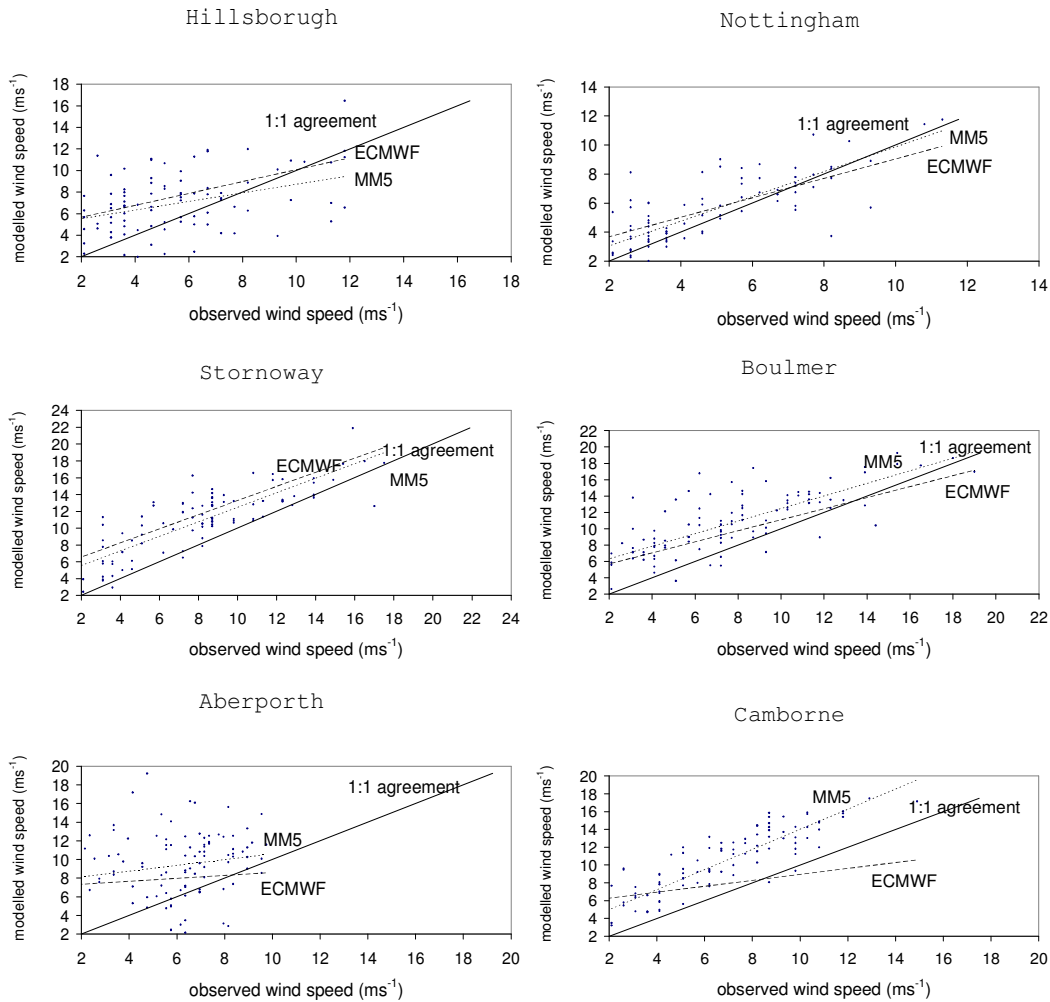 Hillsborugh
modelled wind speed (ms-1)
18
16
14
12
10
8
6
4
2
1:1 agreement
ECMWF
MM5
2 4 6 8 10 12 14 16 18
observed wind speed (ms-1)
Nottingham
modelled wind speed (ms-1)
14
12
10
8
6
4
2
1:1 agreement
MM5
ECMWF
2 4 6 8 10 12 14
observed wind speed (ms-1)
Stornoway
modelled wind speed (ms-1)
24
22
20
18
16
14
12
10
8
6
4
2
1:1 agreement
ECMWF
MM5
2 4 6 8 10 12 14 16 18 20 22 24
observed wind speed (ms-1)
Boulmer
modelled wind speed (ms-1)
22
20
18
16
14
12
10
8
6
4
2
1:1 agreement
MM5
ECMWF
2 4 6 8 10 12 14 16 18 20 22
observed wind speed (ms-1)
Aberporth
modelled wind speed (ms-1)
20
18
16
14
12
10
8
6
4
2
1:1 agreement
MM5
ECMWF
2 4 6 8 10 12 14 16 18 20
observed wind speed (ms-1)
Camborne
modelled wind speed (ms-1)
20
18
16
14
12
10
8
6
4
2
MM5
1:1 agreement
ECMWF
2 4 6 8 10 12 14 16 18 20
observed wind speed (ms-1)